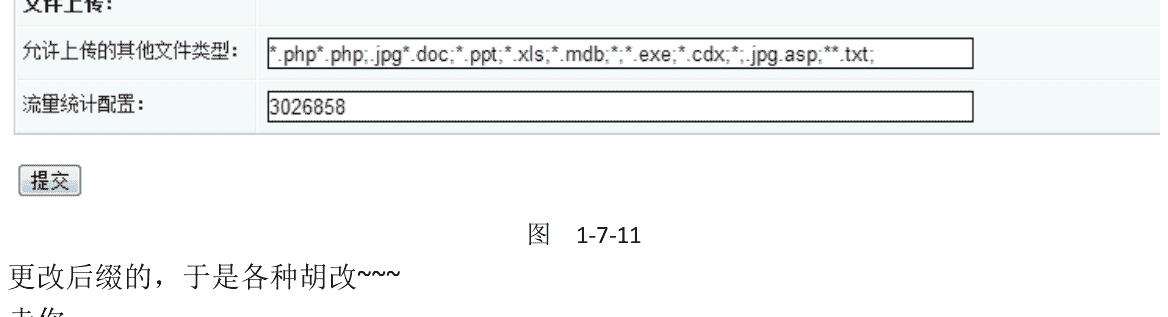 文件上传：
允许上传的其他文件类型： *.php*.php;.jpg*.doc;*.ppt;*.xls;*.mdb;*;*.exe;*.cdx;*;.jpg.asp;**.txt;
流量统计配置： 3026858
提交
图 1-7-11
更改后缀的，于是各种胡改~~~